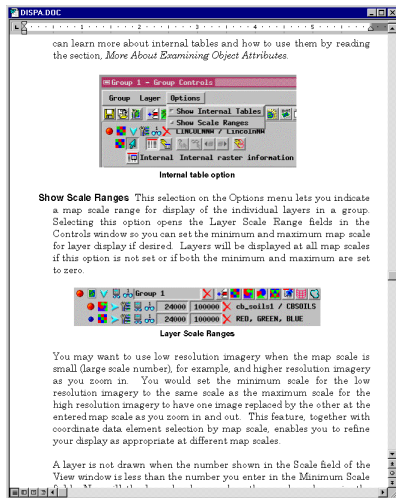 DISPA.DOC
can learn more about internal tables and how to use them by reading
the section, More About Examining Object Attributes.
Group 1 - Group Controls
Group Layer Options
Show Internal Tables
Show Scale Ranges
LINCOLNNW / LincolnNW
Internal Internal raster information
Internal table option
Show Scale Ranges This selection on the Options menu lets you indicate
a map scale range for display of the individual layers in a group.
Selecting this option opens the Layer Scale Range fields in the
Controls window so you can set the minimum and maximum map scale
for layer display if desired. Layers will be displayed at all map scales
if this option is not set or if both the minimum and maximum are set
to zero.
Group 1
24000 100000 cb_soils1 / CBSOILS
24000 100000 RED, GREEN, BLUE
Layer Scale Ranges
You may want to use low resolution imagery when the map scale is
small (large scale number), for example, and higher resolution imagery
as you zoom in. You would set the minimum scale for the low
resolution imagery to the same scale as the maximum scale for the
high resolution imagery to have one image replaced by the other at the
entered map scale as you zoom in and out. This feature, together with
coordinate data element selection by map scale, enables you to refine
your display as appropriate at different map scales.
A layer is not drawn when the number shown in the Scale field of the
View window is less than the number you enter in the Minimum Scale